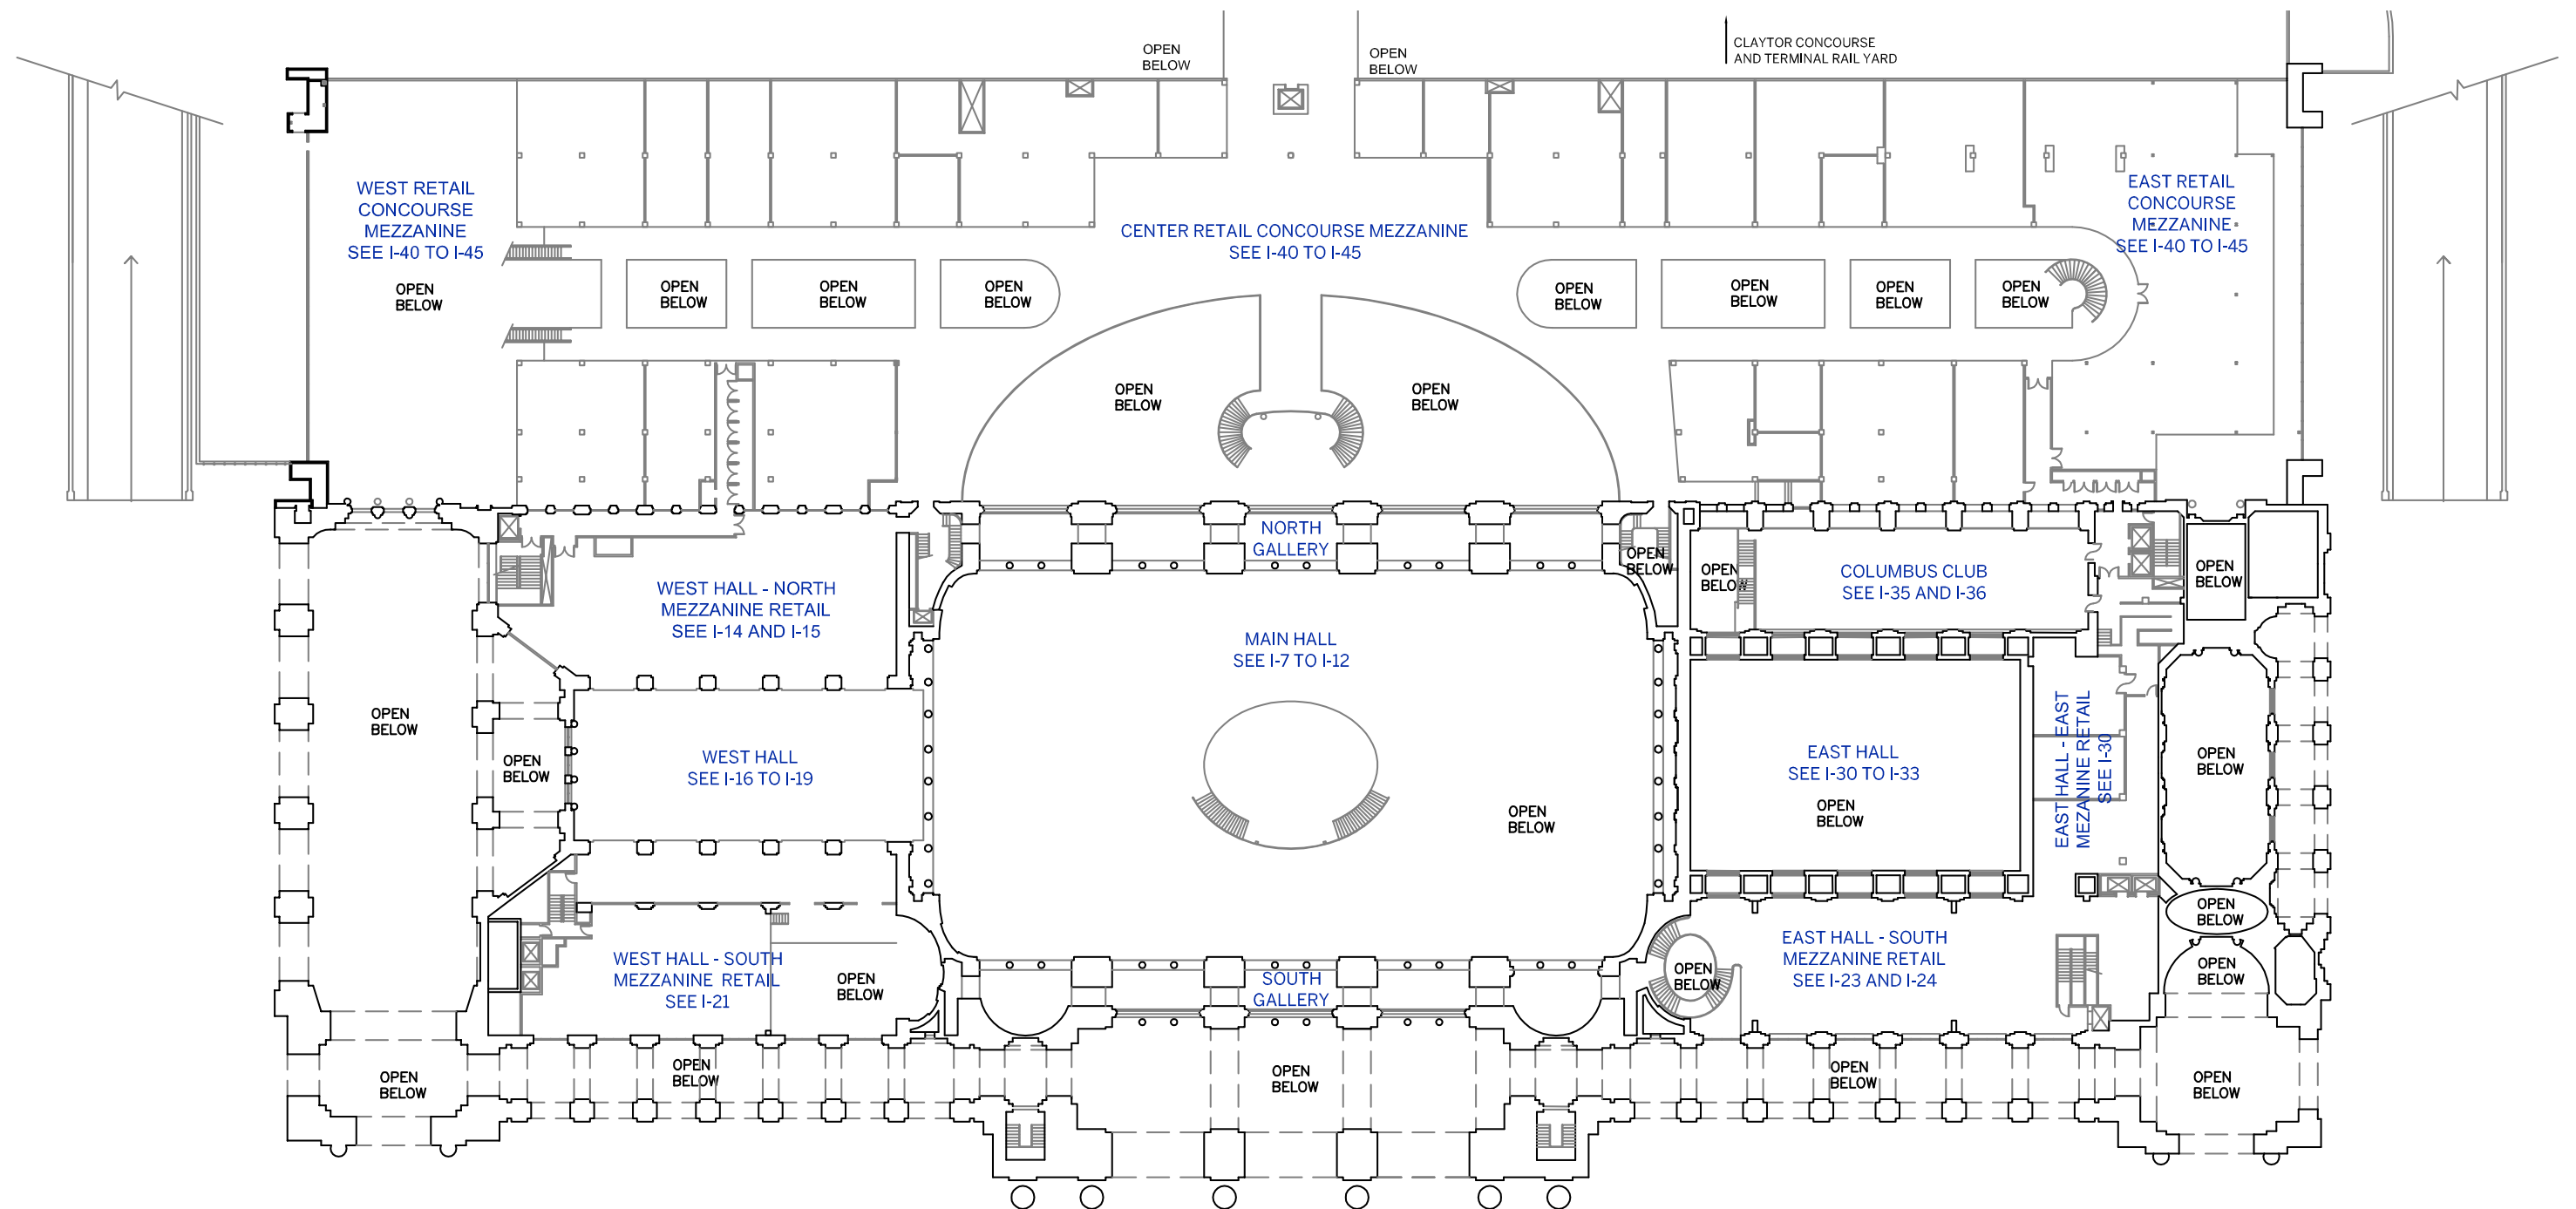 OPEN
BELOW
OPEN
BELOW
CLAYTOR CONCOURSE
AND TERMINAL RAIL YARD
WEST RETAIL
CONCOURSE
MEZZANINE
SEE I-40 TO I-45
CENTER RETAIL CONCOURSE MEZZANINE
SEE I-40 TO I-45
EAST RETAIL
CONCOURSE
MEZZANINE
SEE I-40 TO I-45
OPEN
BELOW
OPEN
BELOW
OPEN
BELOW
OPEN
BELOW
OPEN
BELOW
OPEN
BELOW
OPEN
BELOW
OPEN
BELOW
OPEN
BELOW
OPEN
BELOW
NORTH
GALLERY
OPEN
BELOW
OPEN
BELOW
COLUMBUS CLUB
SEE I-35 AND I-36
OPEN
BELOW
WEST HALL - NORTH
MEZZANINE RETAIL
SEE I-14 AND I-15
MAIN HALL
SEE I-7 TO I-12
OPEN
BELOW
OPEN
BELOW
WEST HALL
SEE I-16 TO I-19
OPEN
BELOW
EAST HALL
SEE I-30 TO I-33
OPEN
BELOW
EAST HALL - EAST
MEZANINE RETAIL
SEE I-30
OPEN
BELOW
OPEN
BELOW
WEST HALL - SOUTH
MEZZANINE RETAIL
SEE I-21
OPEN
BELOW
SOUTH
GALLERY
OPEN
BELOW
EAST HALL - SOUTH
MEZZANINE RETAIL
SEE I-23 AND I-24
OPEN
BELOW
OPEN
BELOW
OPEN
BELOW
OPEN
BELOW
OPEN
BELOW
OPEN
BELOW